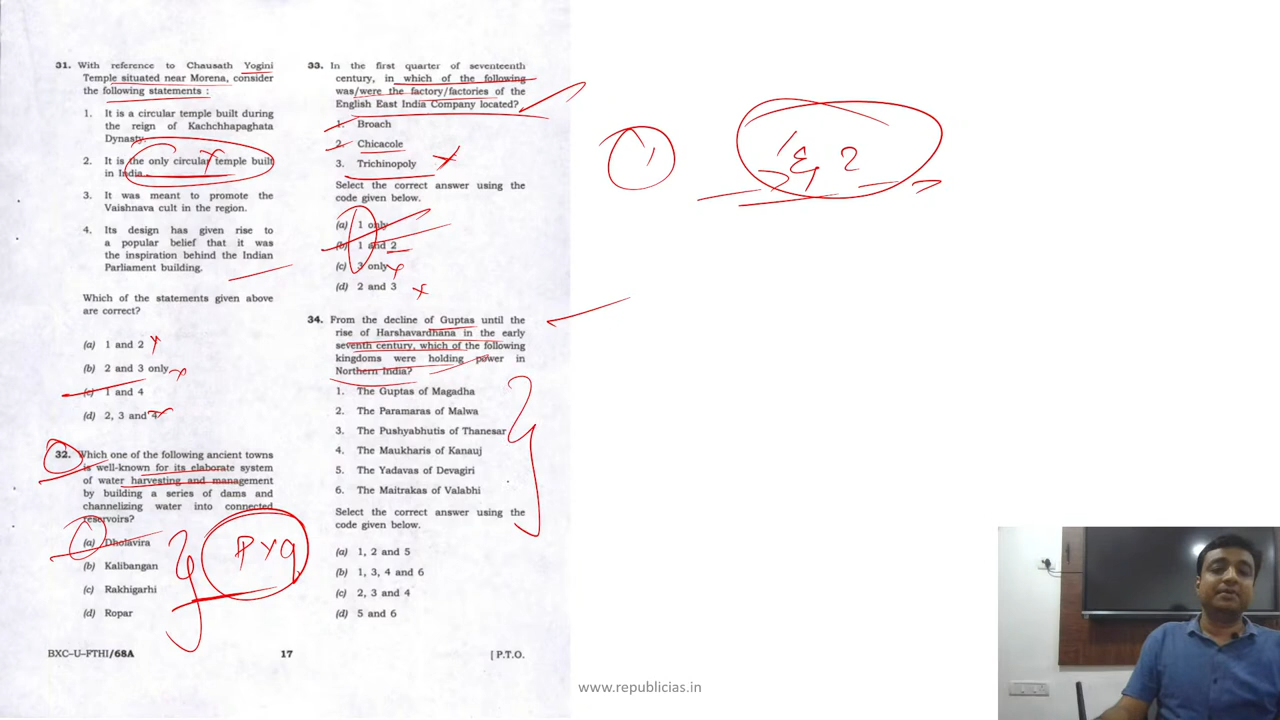 31. With reference to Chausath Yogini
Temple situated near Morena, consider
the following statements :
1. It is a circular temple built during
the reign of Kachchhapaghata
Dynasty.
2. It is the only circular temple built
in India.
3. It was meant to promote the
Vaishnava cult in the region.
4. Its design has given rise to
a popular belief that it was
the inspiration behind the Indian
Parliament building.
Which of the statements given above
are correct?
(a) 1 and 2
(b) 2 and 3 only
(c) 1 and 4
(d) 2, 3 and 4
32. Which one of the following ancient towns
is well-known for its elaborate system
of water harvesting and management
by building a series of dams and
channelizing water into connected
reservoirs?
(a) Dholavira
(b) Kalibangan
(c) Rakhigarhi
(d) Ropar
PYQ
BXC-U-FTHI/68A
33. In the first quarter of seventeenth
century, in which of the following
was/were the factory/factories of the
English East India Company located?
1. Broach
2. Chicacole
3. Trichinopoly
Select the correct answer using the
code given below.
(a) 1 only
(b) 1 and 2
(c) 3 only
(d) 2 and 3
34. From the decline of Guptas until the
rise of Harshavardhana in the early
seventh century, which of the following
kingdoms were holding power in
Northern India?
1. The Guptas of Magadha
2. The Paramaras of Malwa
3. The Pushyabhutis of Thanesar
4. The Maukharis of Kanauj
5. The Yadavas of Devagiri
6. The Maitrakas of Valabhi
Select the correct answer using the
code given below.
(a) 1, 2 and 5
(b) 1, 3, 4 and 6
(c) 2, 3 and 4
(d) 5 and 6
17
[ P.T.O.
1
1 & 2
www.republicias.in